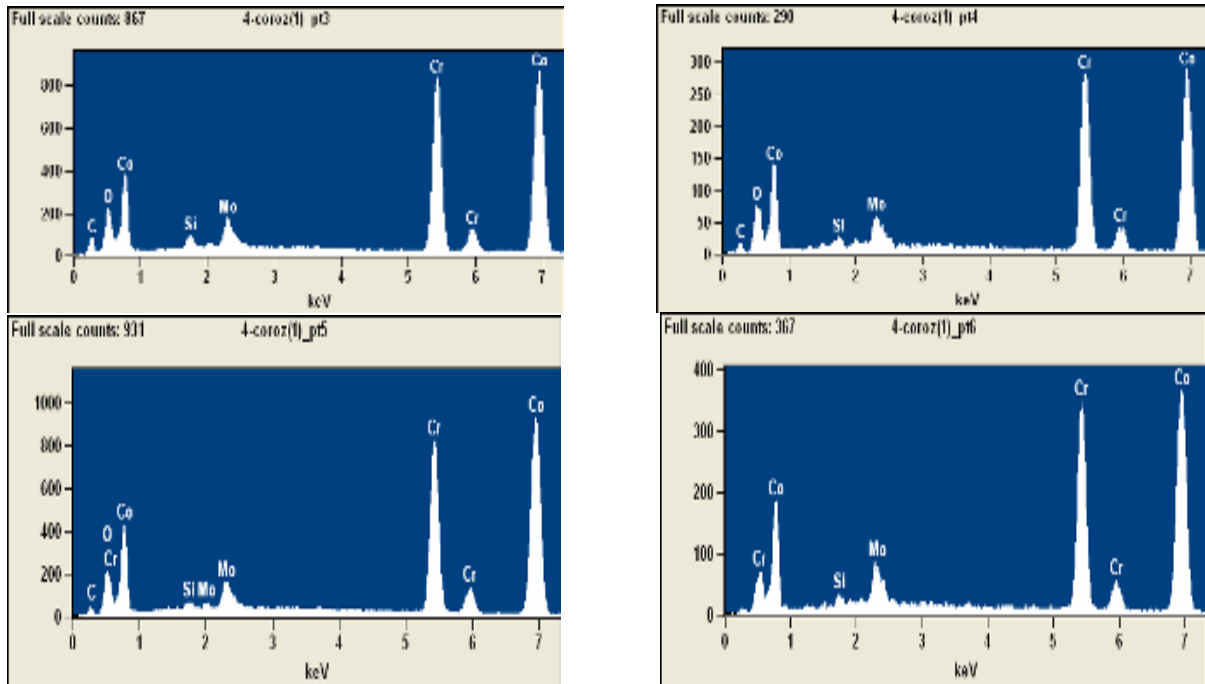 Full scale counts: 867 4-coroz(1)_pt3
Cr
Co
800
600
400
Co
O
200
Mo
C
Si
Cr
0
0 1 2 3 4 5 6 7
keV
Full scale counts: 290 4-coroz(1)_pt4
300
Cr
Co
250
200
150
Co
100
O
Mo
50
C
Si
Cr
0
0 1 2 3 4 5 6 7
keV
Full scale counts: 931 4-coroz(1)_pt5
1000
Co
800
Cr
600
Co
400
O
Cr
200
C
Si Mo
Mo
Cr
0
0 1 2 3 4 5 6 7
keV
Full scale counts: 367 4-coroz(1)_pt6
400
Cr
Co
300
200
Co
100
Cr
Si
Mo
Cr
0
0 1 2 3 4 5 6 7
keV